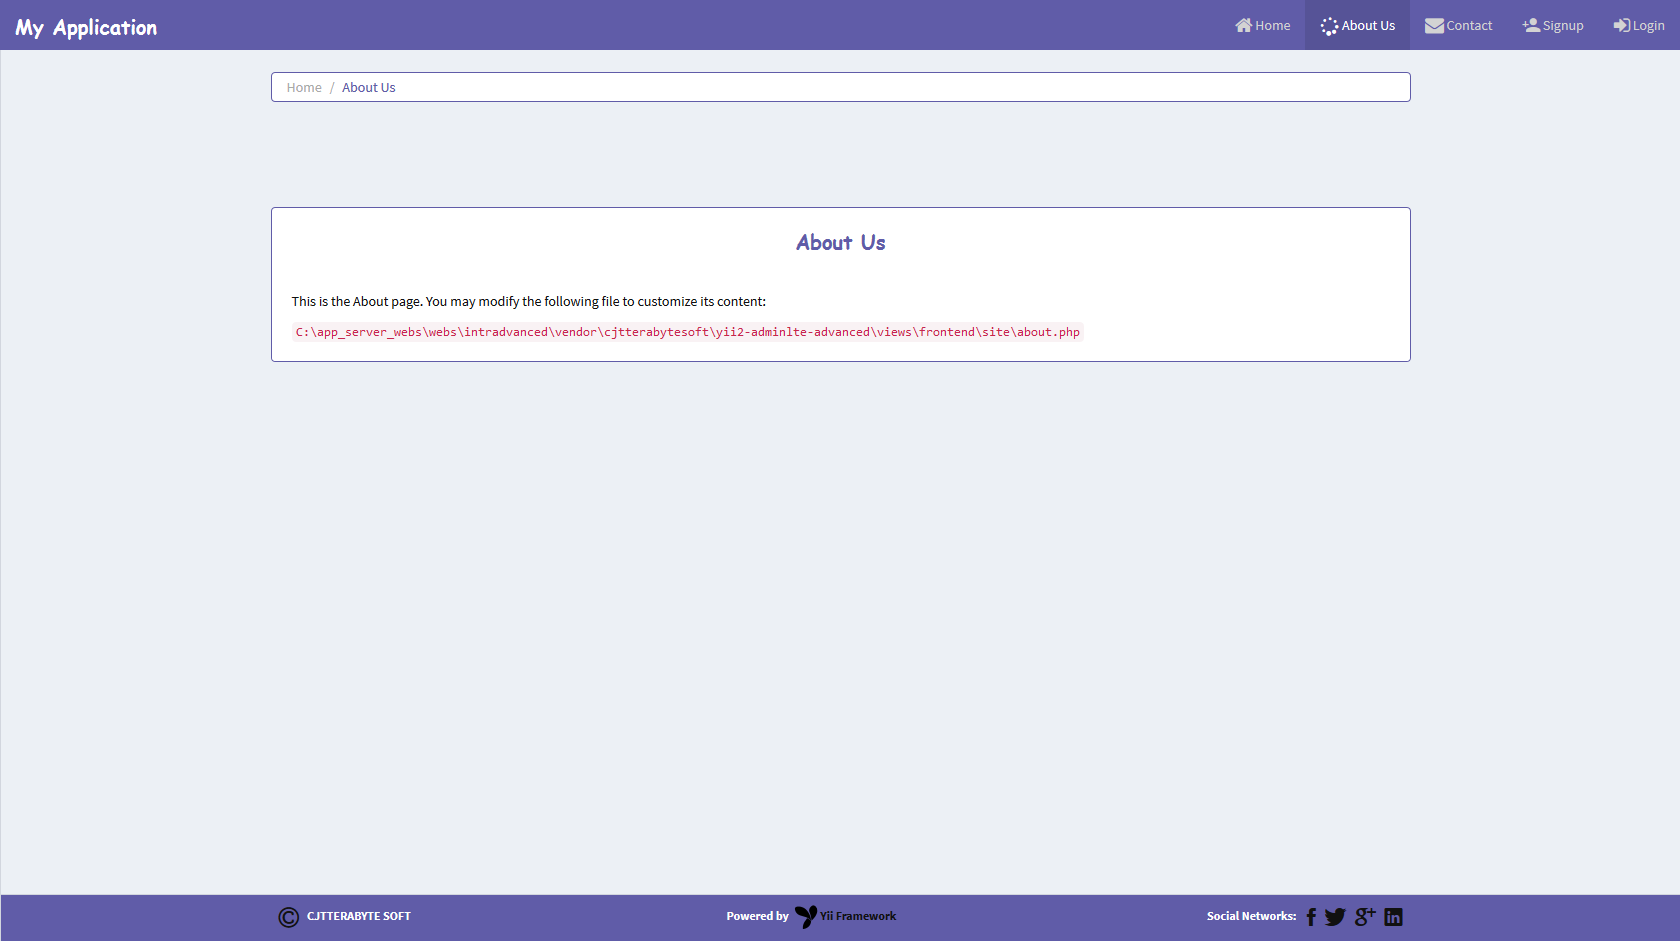 My Application
Home About Us Contact Signup Login
Home / About Us
About Us
This is the About page. You may modify the following file to customize its content:
C:\app_server_webs\webs\intradvanced\vendor\cjtterabytesoft\yii2-adminlte-advanced\views\frontend\site\about.php
© CJTTERABYTE SOFT Powered by Yii Framework Social Networks: